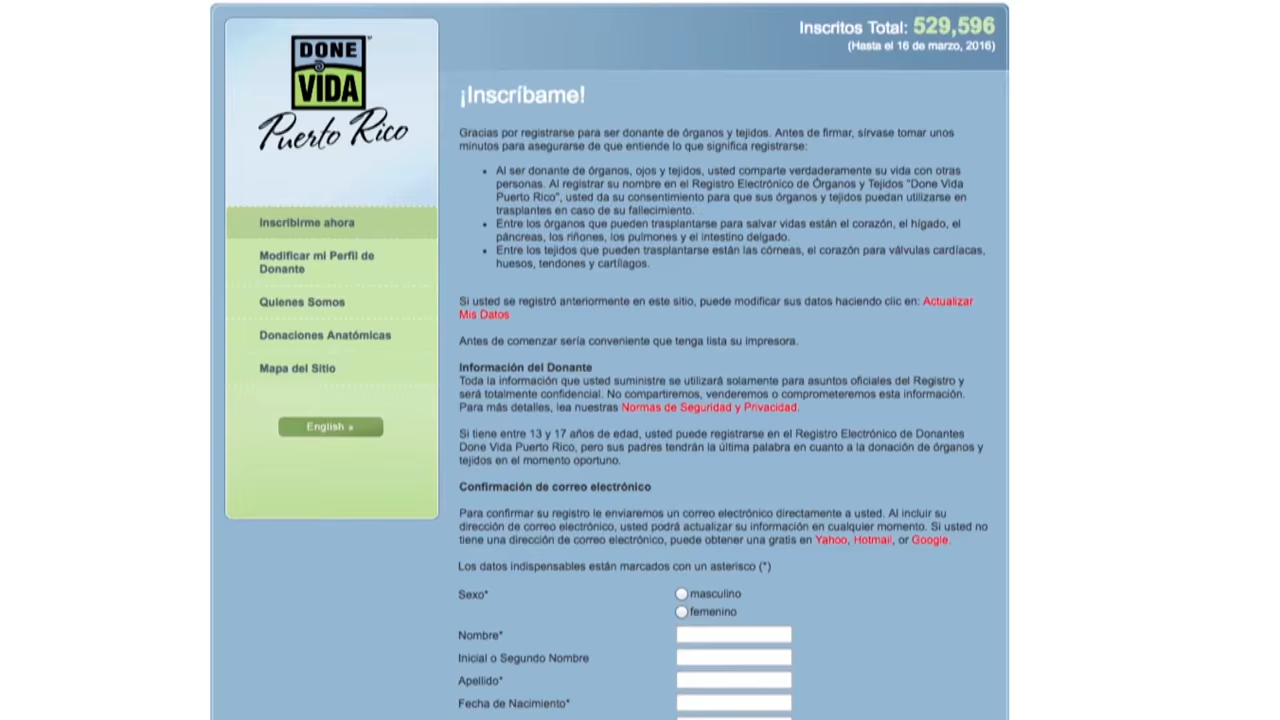 DONE
VIDA
Puerto Rico
Inscritos Total: 529,596
(Hasta el 16 de marzo, 2016)
Inscribirme ahora
Modificar mi Perfil de
Donante
Quienes Somos
Donaciones Anatómicas
Mapa del Sitio
English »
¡Inscríbame!
Gracias por registrarse para ser donante de órganos y tejidos. Antes de firmar, sírvase tomar unos
minutos para asegurarse de que entiende lo que significa registrarse:
• Al ser donante de órganos, ojos y tejidos, usted comparte verdaderamente su vida con otras
personas. Al registrar su nombre en el Registro Electrónico de Órganos y Tejidos "Done Vida
Puerto Rico", usted da su consentimiento para que sus órganos y tejidos puedan utilizarse en
trasplantes en caso de su fallecimiento.
• Entre los órganos que pueden trasplantarse para salvar vidas están el corazón, el hígado, el
páncreas, los riñones, los pulmones y el intestino delgado.
• Entre los tejidos que pueden trasplantarse están las córneas, el corazón para válvulas cardíacas,
huesos, tendones y cartílagos.
Si usted se registró anteriormente en este sitio, puede modificar sus datos haciendo clic en: Actualizar
Mis Datos
Antes de comenzar sería conveniente que tenga lista su impresora.
Información del Donante
Toda la información que usted suministre se utilizará solamente para asuntos oficiales del Registro y
será totalmente confidencial. No compartiremos, venderemos o comprometeremos esta información.
Para más detalles, lea nuestras Normas de Seguridad y Privacidad.
Si tiene entre 13 y 17 años de edad, usted puede registrarse en el Registro Electrónico de Donantes
Done Vida Puerto Rico, pero sus padres tendrán la última palabra en cuanto a la donación de órganos y
tejidos en el momento oportuno.
Confirmación de correo electrónico
Para confirmar su registro le enviaremos un correo electrónico directamente a usted. Al incluir su
dirección de correo electrónico, usted podrá actualizar su información en cualquier momento. Si usted no
tiene una dirección de correo electrónico, puede obtener una gratis en Yahoo, Hotmail, or Google.
Los datos indispensables están marcados con un asterisco (*)
Sexo*
masculino
femenino
Nombre*
Inicial o Segundo Nombre
Apellido*
Fecha de Nacimiento*